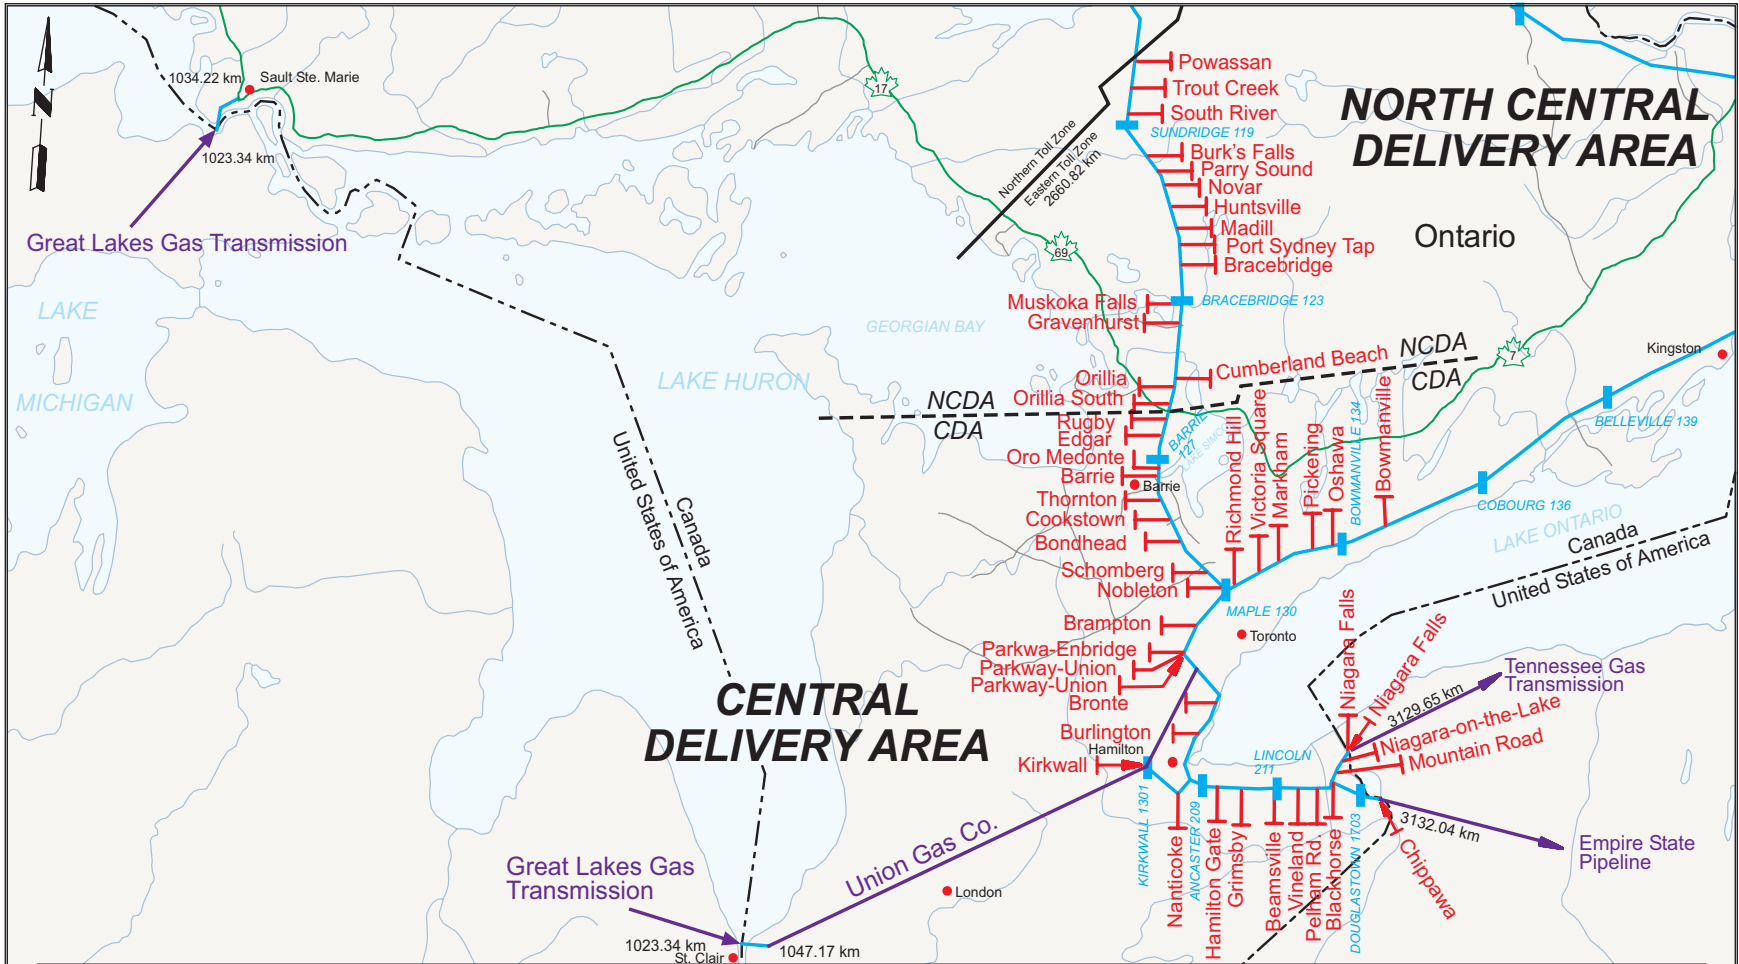 N
1034.22 km
Sault Ste. Marie
1023.34 km
Great Lakes Gas Transmission
17
Northern Toll Zone
Eastern Toll Zone
2660.82 km
69
Powassan
Trout Creek
South River
SUNDRIDGE 119
Burk's Falls
Parry Sound
Novar
Huntsville
Madill
Port Sydney Tap
Bracebridge
NORTH CENTRAL
DELIVERY AREA
Ontario
LAKE
MICHIGAN
LAKE HURON
GEORGIAN BAY
Muskoka Falls
BRACEBRIDGE 123
Gravenhurst
Cumberland Beach
NCDA
CDA
7
Kingston
Orillia
Orillia South
NCDA
CDA
Rugby
Edgar
BARRIE
127
LAKE SIMCOE
Oro Medonte
Barrie
Barrie
Thornton
Cookstown
Bondhead
Schomberg
Nobleton
Richmond Hill
Victoria Square
Markham
Pickering
Oshawa
BOWMANVILLE 134
Bowmanville
BELLEVILLE 139
COBOURG 136
LAKE ONTARIO
Canada
United States of America
Canada
United States of America
MAPLE 130
Brampton
Toronto
Parkwa-Enbridge
Parkway-Union
Parkway-Union
Bronte
Burlington
Hamilton
Kirkwall
CENTRAL
DELIVERY AREA
Niagara Falls
Niagara Falls
3129.65 km
Tennessee Gas
Transmission
Niagara-on-the-Lake
Mountain Road
LINCOLN
211
KIRKWALL 1301
Nanticoke
ANCASTER 209
Hamilton Gate
Grimsby
Beamsville
Vineland
Pelham Rd.
Blackhorse
DOUGLASTOWN 1703
3132.04 km
Chippawa
Empire State
Pipeline
Union Gas Co.
Great Lakes Gas
Transmission
London
1023.34 km
St. Clair
1047.17 km